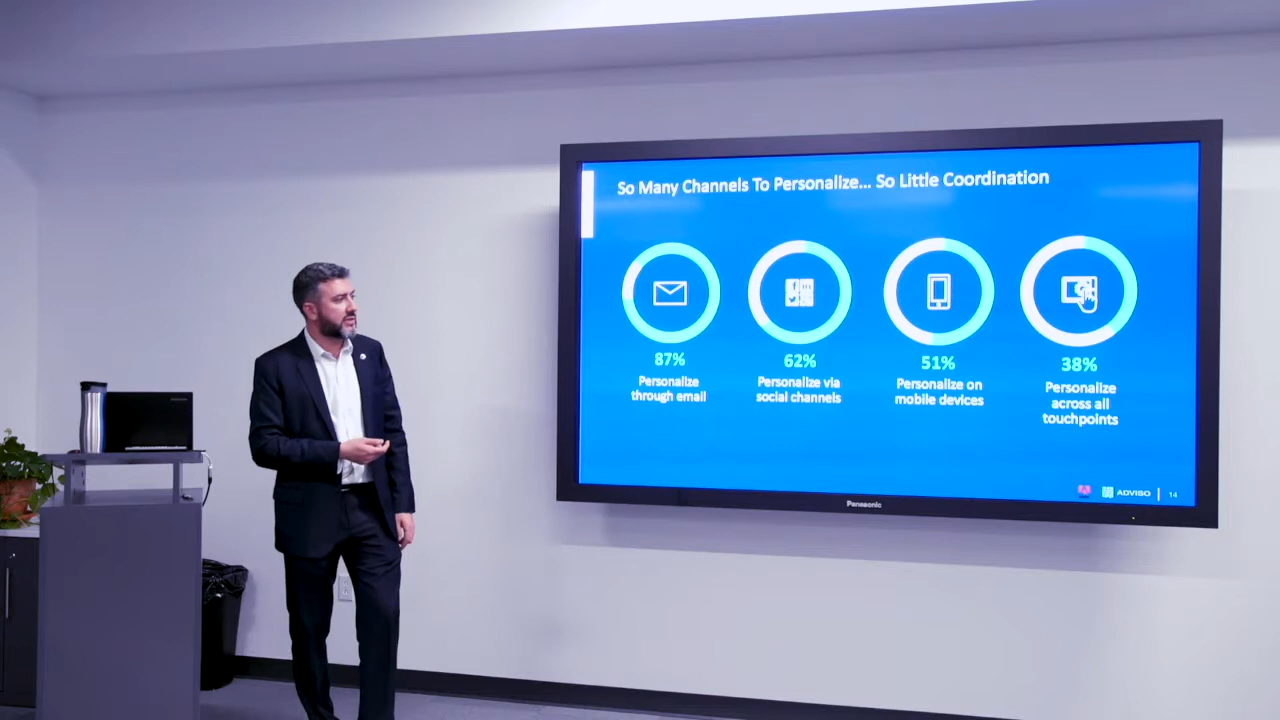 So Many Channels To Personalize... So Little Coordination
87%
Personalize
through email
62%
Personalize via
social channels
51%
Personalize on
mobile devices
38%
Personalize
across all
touchpoints
ADVISO
14
Panasonic